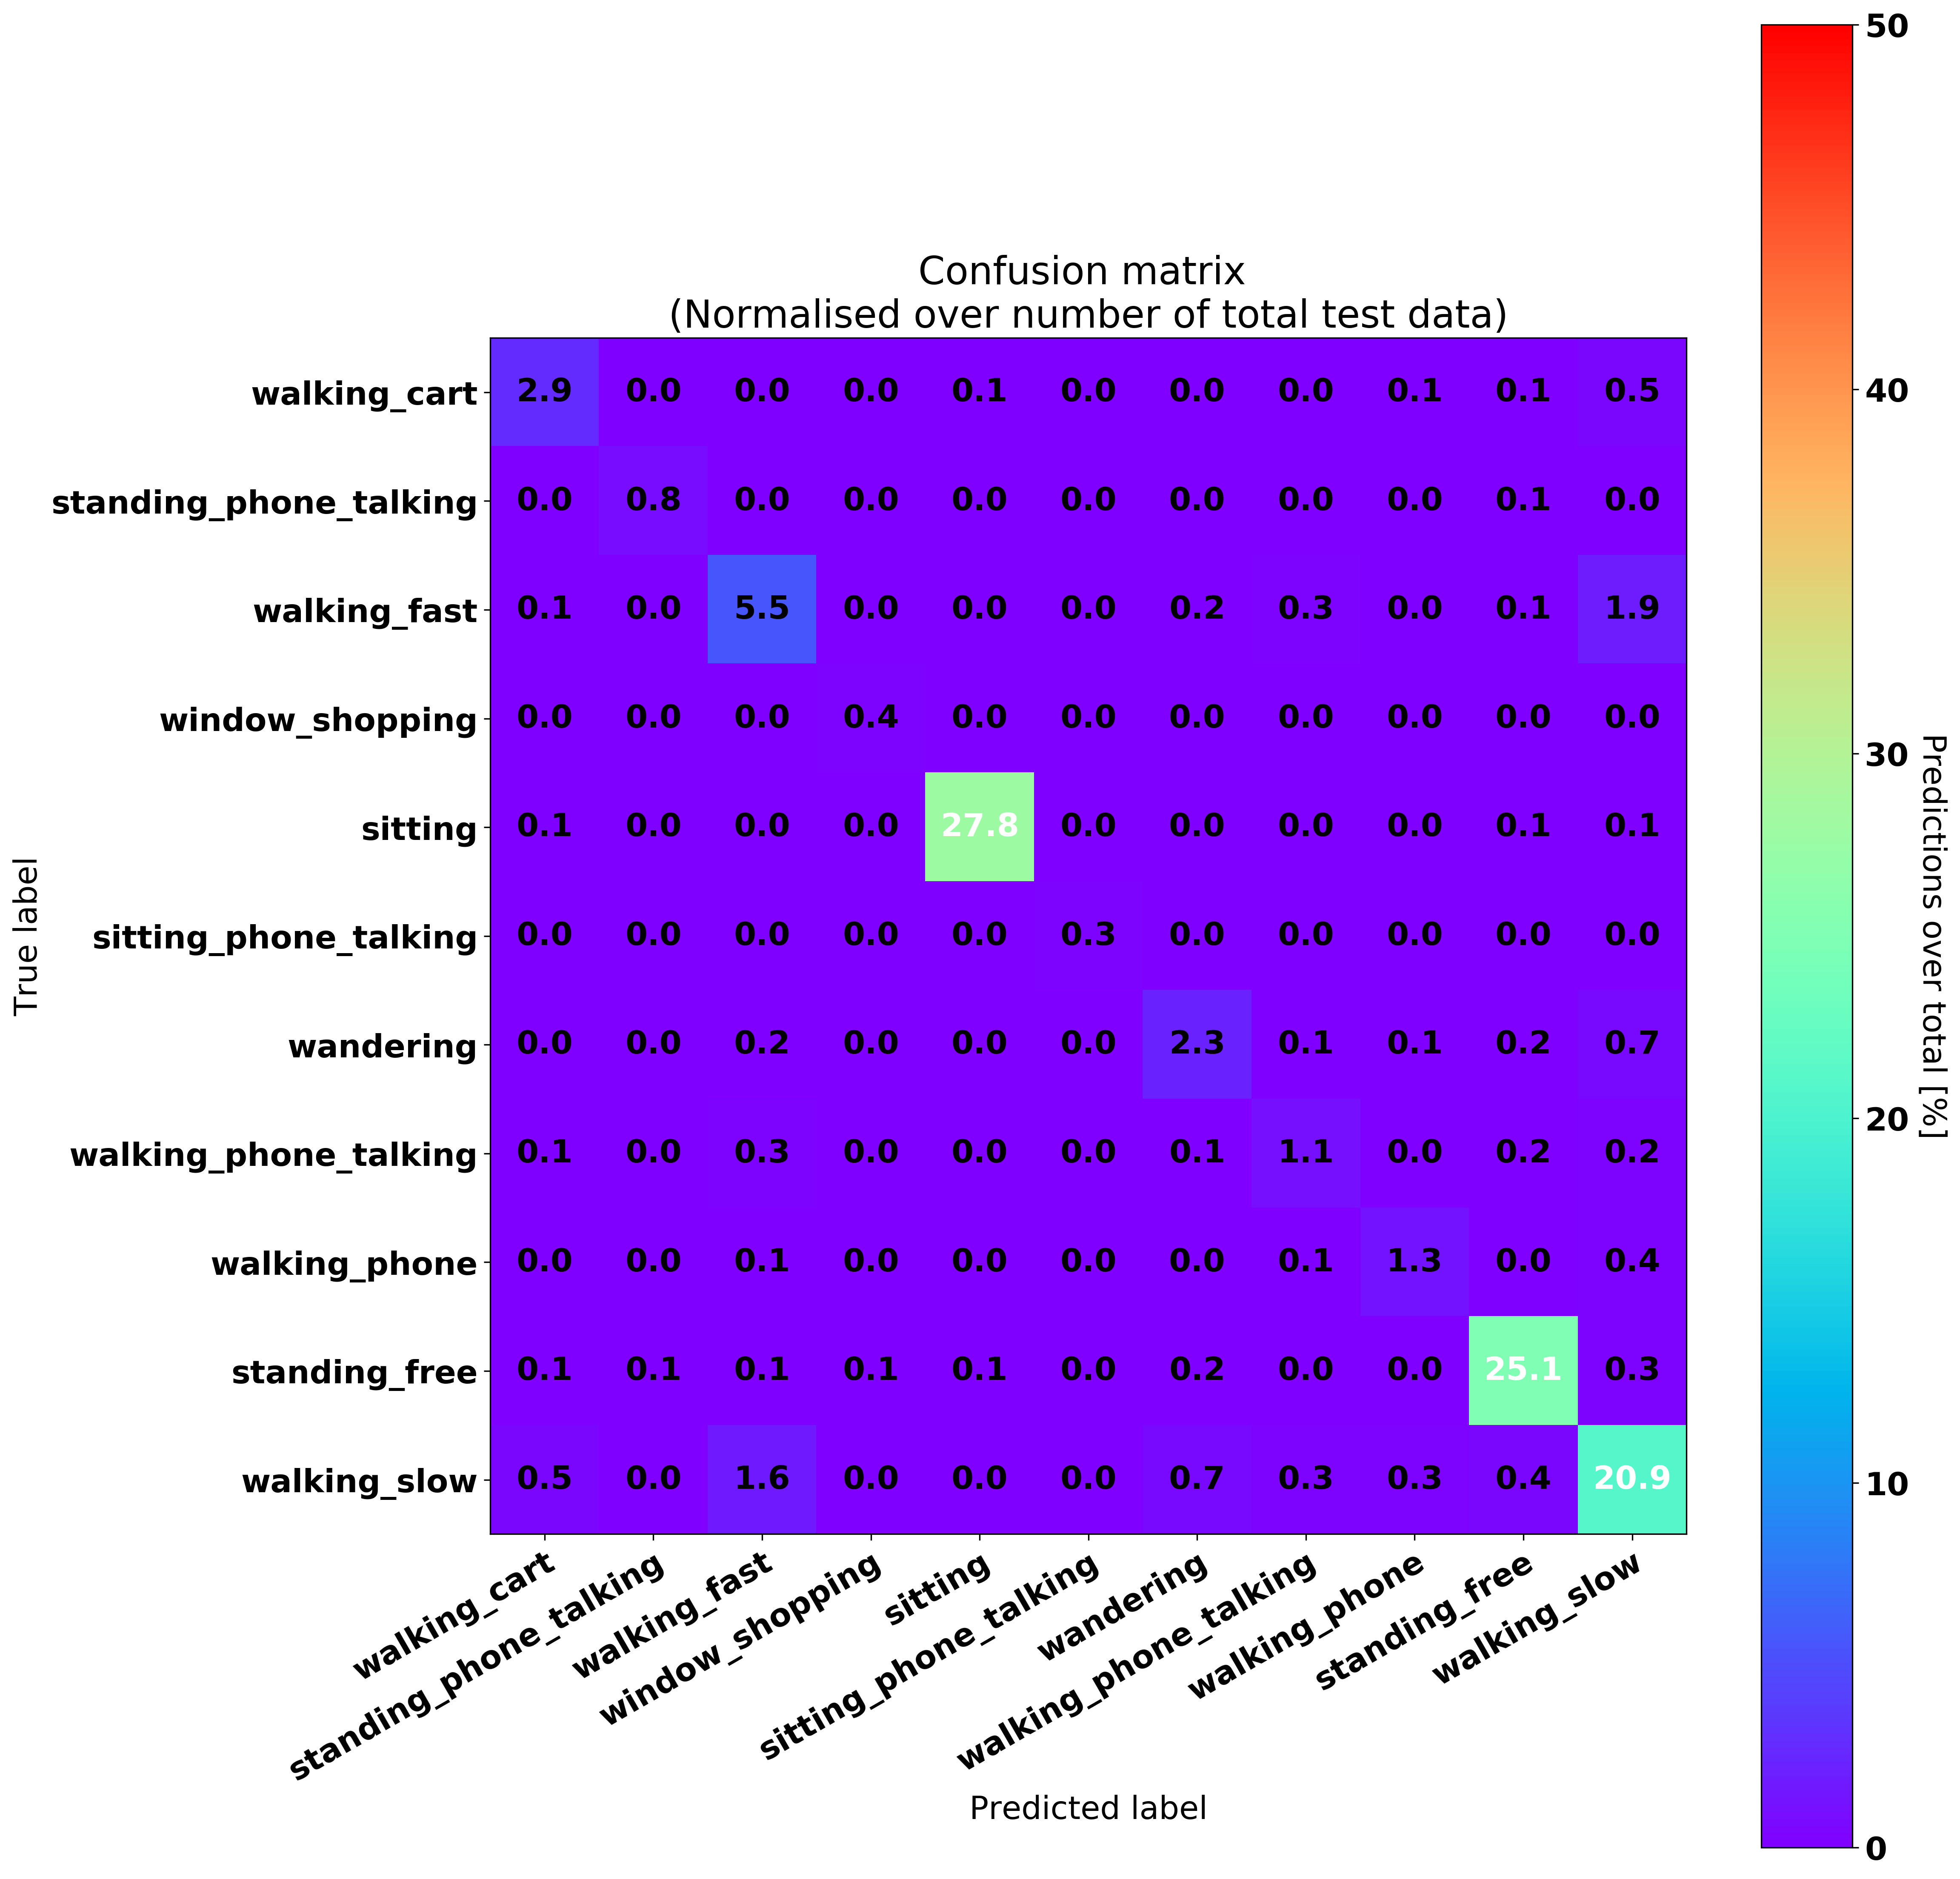 Confusion matrix
(Normalised over number of total test data)
True label
walking_cart 2.9 0.0 0.0 0.0 0.1 0.0 0.0 0.0 0.1 0.1 0.5
standing_phone_talking 0.0 0.8 0.0 0.0 0.0 0.0 0.0 0.0 0.0 0.1 0.0
walking_fast 0.1 0.0 5.5 0.0 0.0 0.0 0.2 0.3 0.0 0.1 1.9
window_shopping 0.0 0.0 0.0 0.4 0.0 0.0 0.0 0.0 0.0 0.0 0.0
sitting 0.1 0.0 0.0 0.0 27.8 0.0 0.0 0.0 0.0 0.1 0.1
sitting_phone_talking 0.0 0.0 0.0 0.0 0.0 0.3 0.0 0.0 0.0 0.0 0.0
wandering 0.0 0.0 0.2 0.0 0.0 0.0 2.3 0.1 0.1 0.2 0.7
walking_phone_talking 0.1 0.0 0.3 0.0 0.0 0.0 0.1 1.1 0.0 0.2 0.2
walking_phone 0.0 0.0 0.1 0.0 0.0 0.0 0.0 0.1 1.3 0.0 0.4
standing_free 0.1 0.1 0.1 0.1 0.1 0.0 0.2 0.0 0.0 25.1 0.3
walking_slow 0.5 0.0 1.6 0.0 0.0 0.0 0.7 0.3 0.3 0.4 20.9
walking_cart
standing_phone_talking
walking_fast
window_shopping
sitting
sitting_phone_talking
wandering
walking_phone_talking
walking_phone
standing_free
walking_slow
Predicted label
50
40
30
20
10
0
Predictions over total [%]